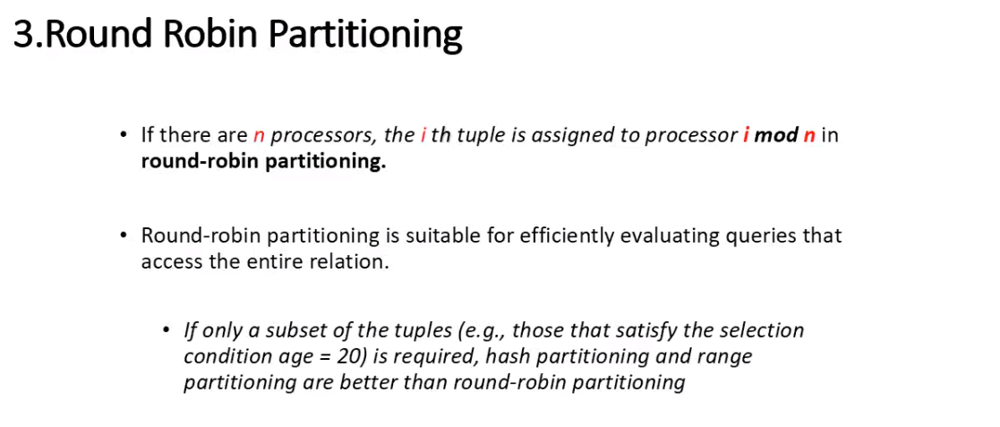 3.Round Robin Partitioning
• If there are n processors, the i th tuple is assigned to processor i mod n in
round-robin partitioning.
• Round-robin partitioning is suitable for efficiently evaluating queries that
access the entire relation.
• If only a subset of the tuples (e.g., those that satisfy the selection
condition age = 20) is required, hash partitioning and range
partitioning are better than round-robin partitioning